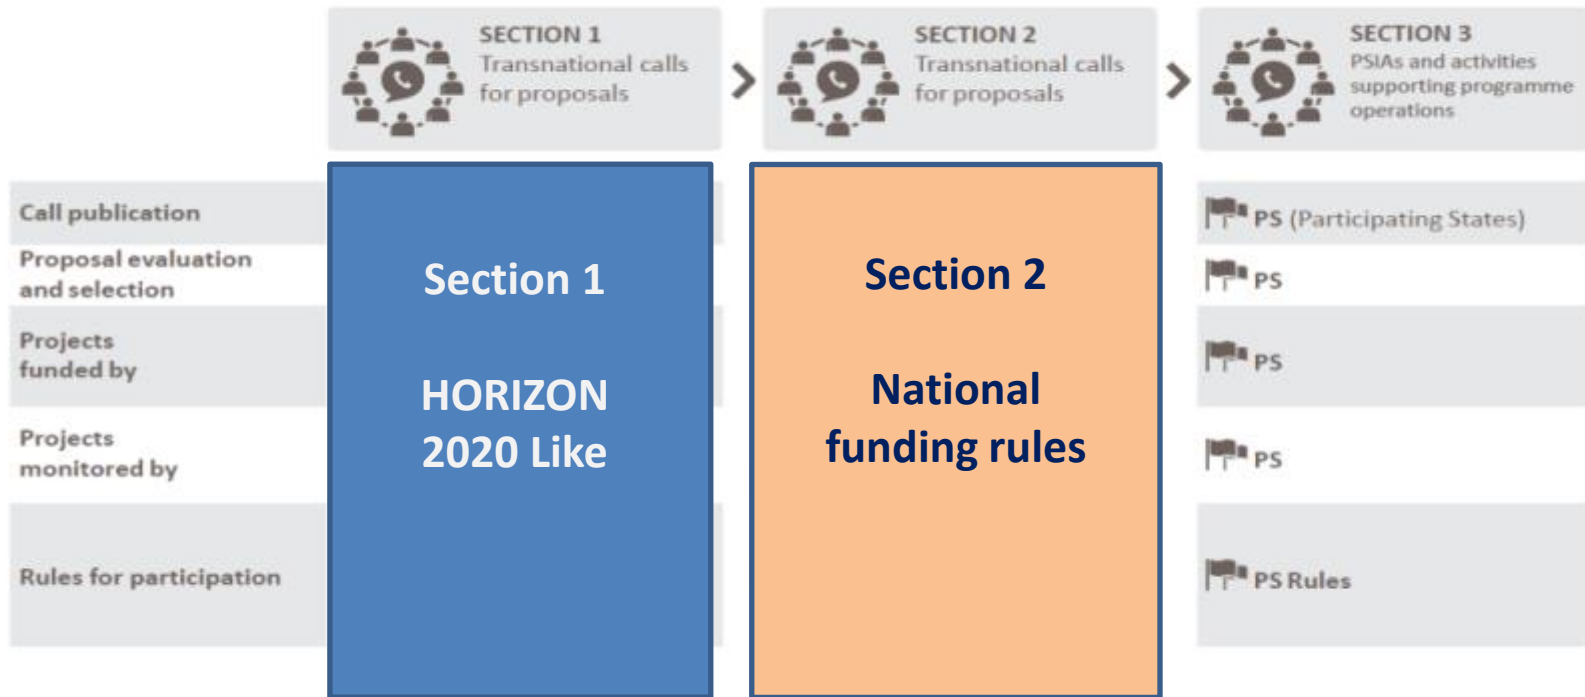 SECTION 1
Transnational calls
for proposals
SECTION 2
Transnational calls
for proposals
SECTION 3
PSIAs and activities
supporting programme
operations
Call publication
PS (Participating States)
Proposal evaluation
and selection
PS
Projects
funded by
PS
Projects
monitored by
PS
Rules for participation
PS Rules
Section 1
HORIZON
2020 Like
Section 2
National
funding rules